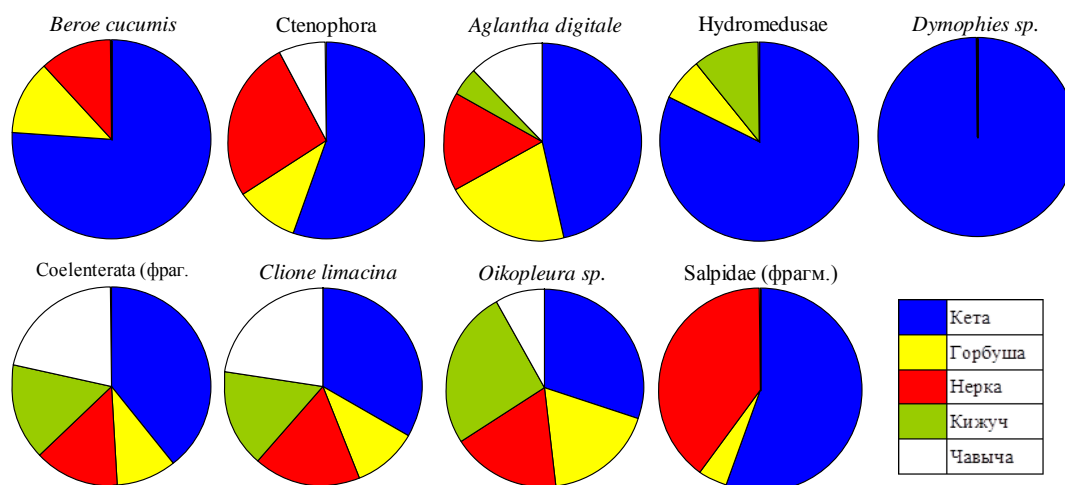 Beroe cucumis
Ctenophora
Aglantha digitale
Hydromedusae
Dymophies sp.
Coelenterata (фраг.
Clione limacina
Oikopleura sp.
Salpidae (фрагм.)
Кета
Горбуша
Нерка
Кижуч
Чавыча